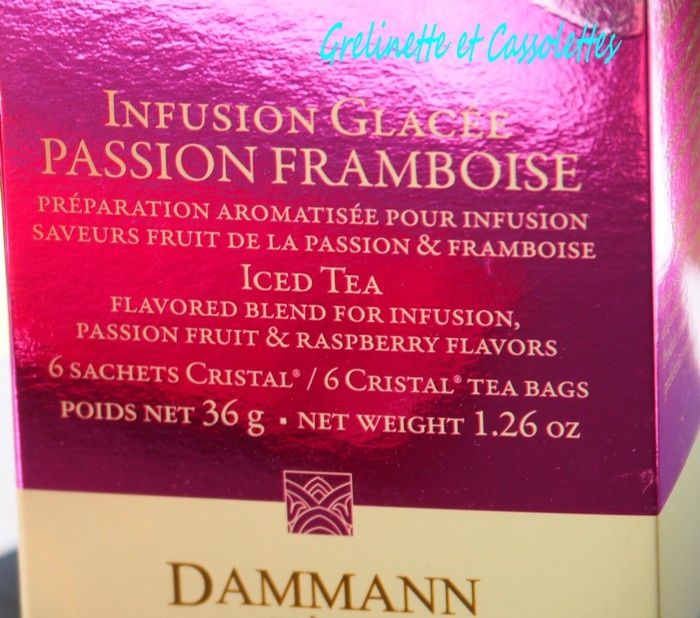 Grelinette et Cassolettes
INFUSION GLACÉE
PASSION FRAMBOISE
PRÉPARATION AROMATISÉE POUR INFUSION
SAVEURS FRUIT DE LA PASSION & FRAMBOISE
ICED TEA
FLAVORED BLEND FOR INFUSION,
PASSION FRUIT & RASPBERRY FLAVORS
6 SACHETS CRISTAL® / 6 CRISTAL® TEA BAGS
POIDS NET 36 g ▪ NET WEIGHT 1.26 OZ
DAMMANN